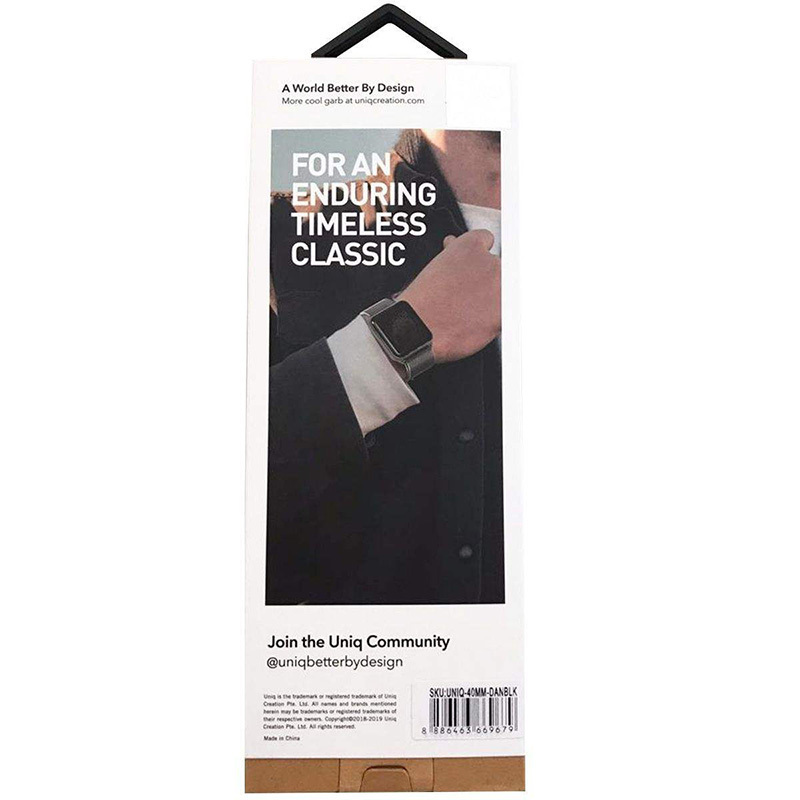 A World Better By Design
More cool garb at uniqcreation.com
FOR AN
ENDURING
TIMELESS
CLASSIC
Join the Uniq Community
@uniqbetterbydesign
Uniq is the trademark or registered trademark of Uniq
Creation Pte. Ltd. All names and brands mentioned
herein may be trademarks or registered trademarks of
their respective owners. Copyright©2018-2019 Uniq
Creation Pte. Ltd. All rights reserved.
Made in China
SKU:UNIQ-40MM-DANBLK
8 886463 669679